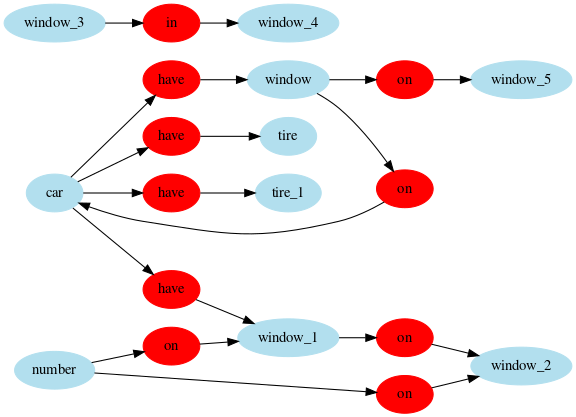 window_3 in window_4
have window on window_5
have tire
car have tire_1 on
have
on window_1 on
number window_2
on